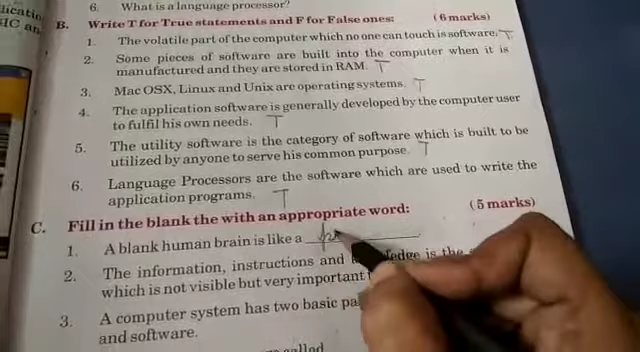 lication
HC an
6. What is a language processor?
B. Write T for True statements and F for False ones: (6 marks)
1. The volatile part of the computer which no one can touch is software. T
2. Some pieces of software are built into the computer when it is
manufactured and they are stored in RAM. T
3. Mac OSX, Linux and Unix are operating systems. T
4. The application software is generally developed by the computer user
to fulfil his own needs. T
5. The utility software is the category of software which is built to be
utilized by anyone to serve his common purpose. T
6. Language Processors are the software which are used to write the
application programs. T
C. Fill in the blank the with an appropriate word: (5 marks)
1. A blank human brain is like a
2. The information, instructions and is the
which is not visible but very important
3. A computer system has two basic
and software.
called